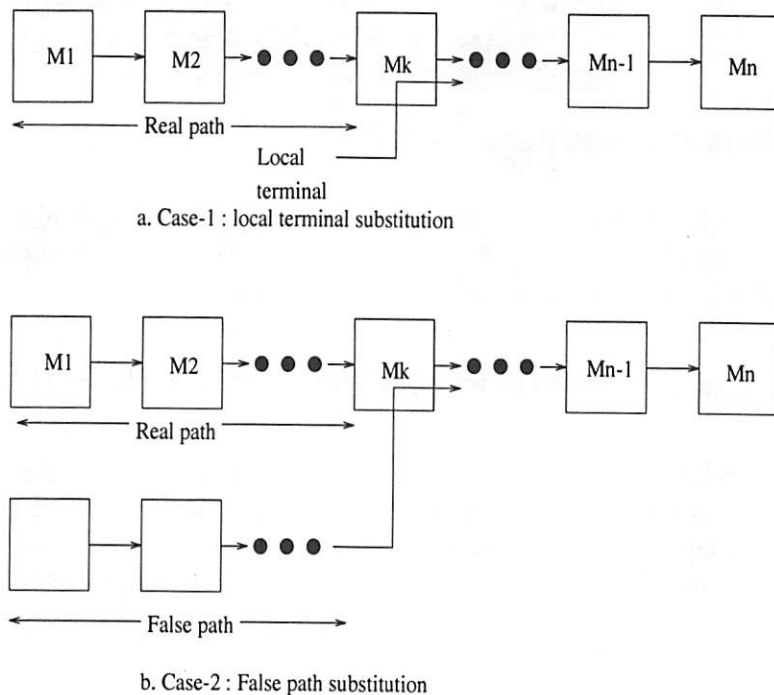 M1 M2 Mk Mn-1 Mn
Real path
Local
terminal
a. Case-1 : local terminal substitution
M1 M2 Mk Mn-1 Mn
Real path
False path
b. Case-2 : False path substitution